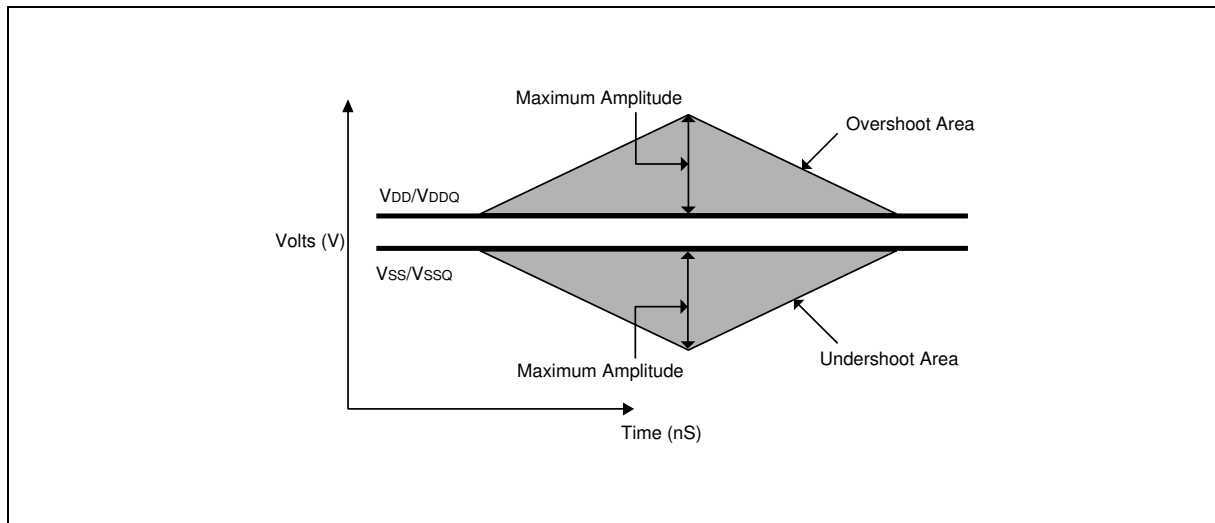 Maximum Amplitude
Overshoot Area
VDD/VDDQ
Volts (V)
VSS/VSSQ
Maximum Amplitude
Undershoot Area
Time (nS)